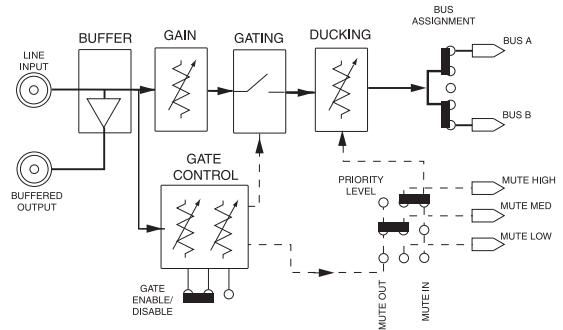 BUS
ASSIGNMENT
BUFFER
GAIN
GATING
DUCKING
BUS A
LINE
INPUT
BUS B
BUFFERED
OUTPUT
GATE
CONTROL
PRIORITY
LEVEL
MUTE HIGH
MUTE MED
MUTE LOW
GATE
ENABLE/
DISABLE
MUTE OUT
MUTE IN